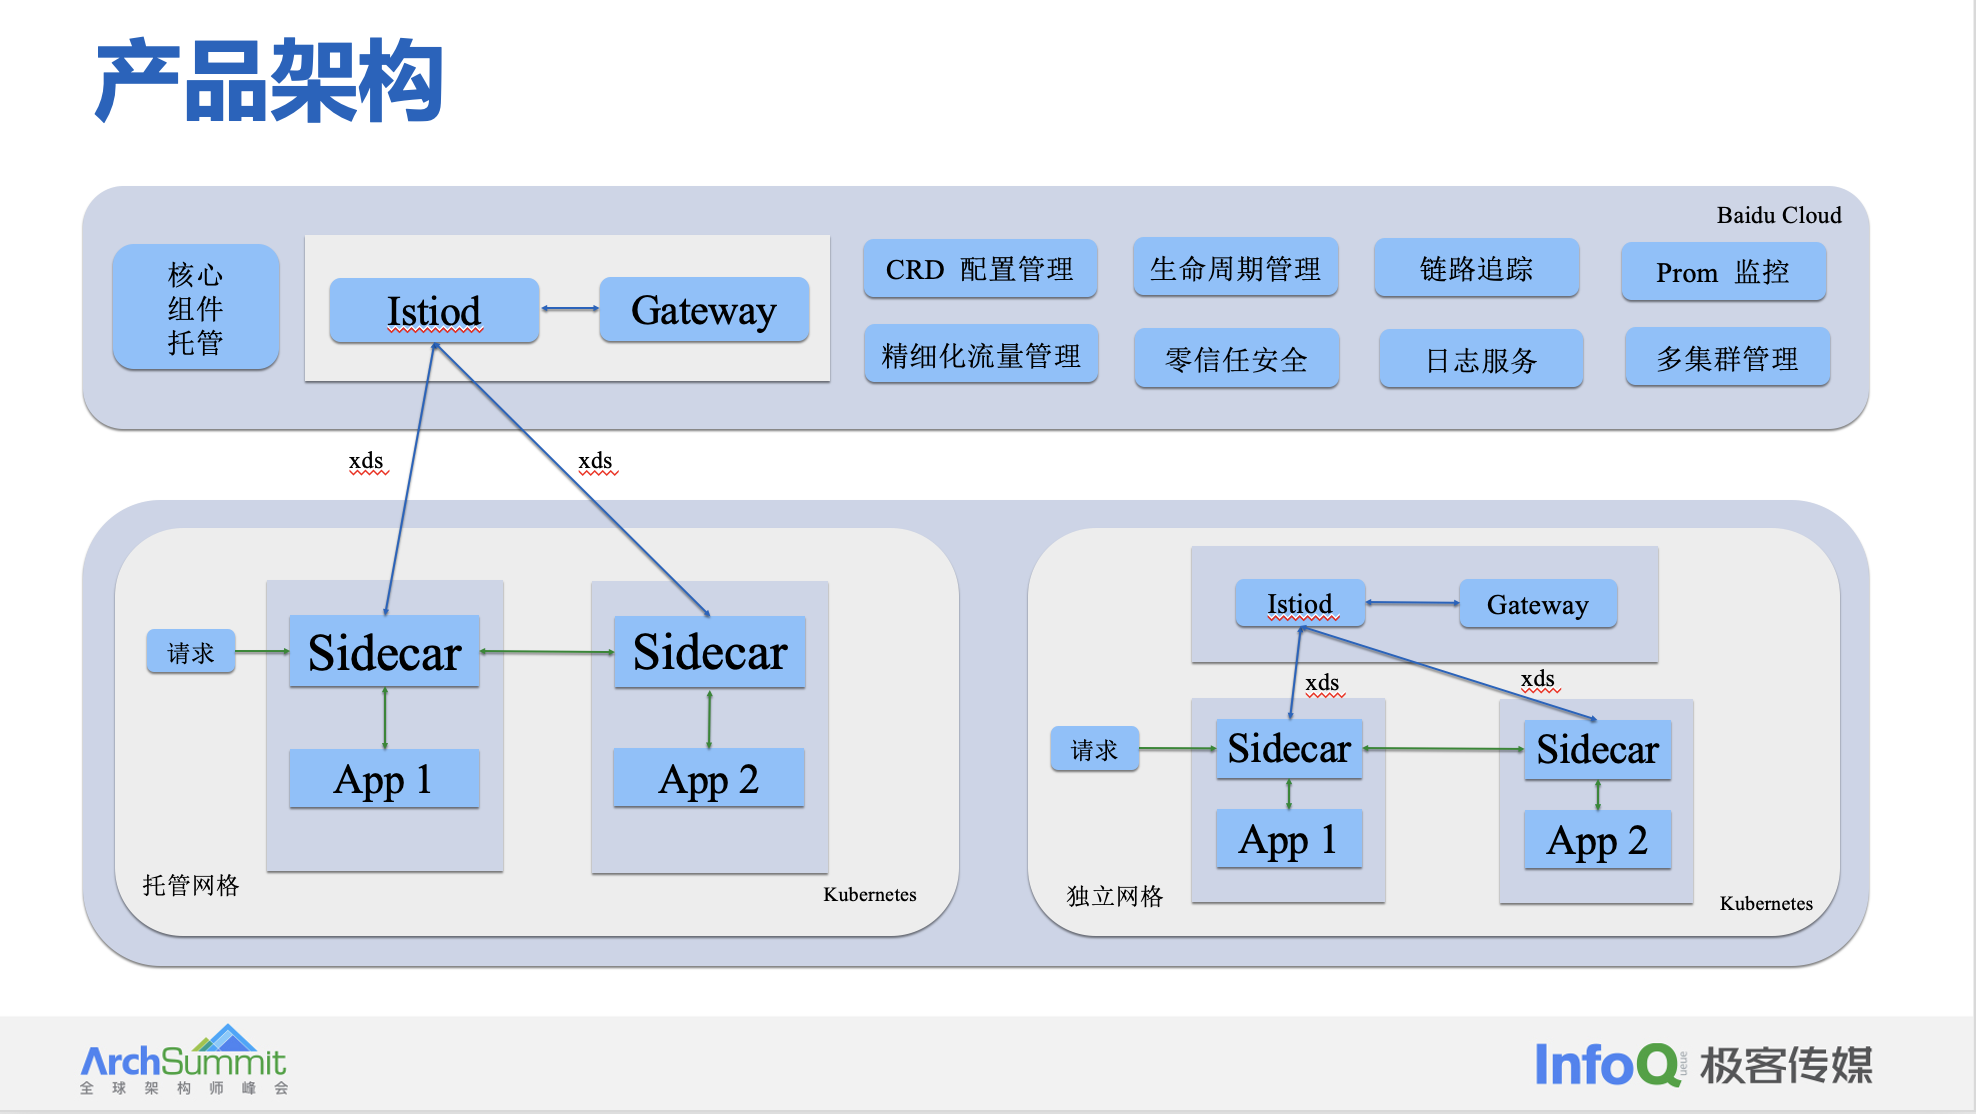 产品架构
Baidu Cloud
核心
组件
托管
Istiod
Gateway
CRD 配置管理
生命周期管理
链路追踪
Prom 监控
精细化流量管理
零信任安全
日志服务
多集群管理
xds
xds
请求
Sidecar
Sidecar
App 1
App 2
托管网格
Kubernetes
Istiod
Gateway
xds
xds
请求
Sidecar
Sidecar
App 1
App 2
独立网格
Kubernetes
ArchSummit
全球架构师峰会
InfoQueue 极客传媒